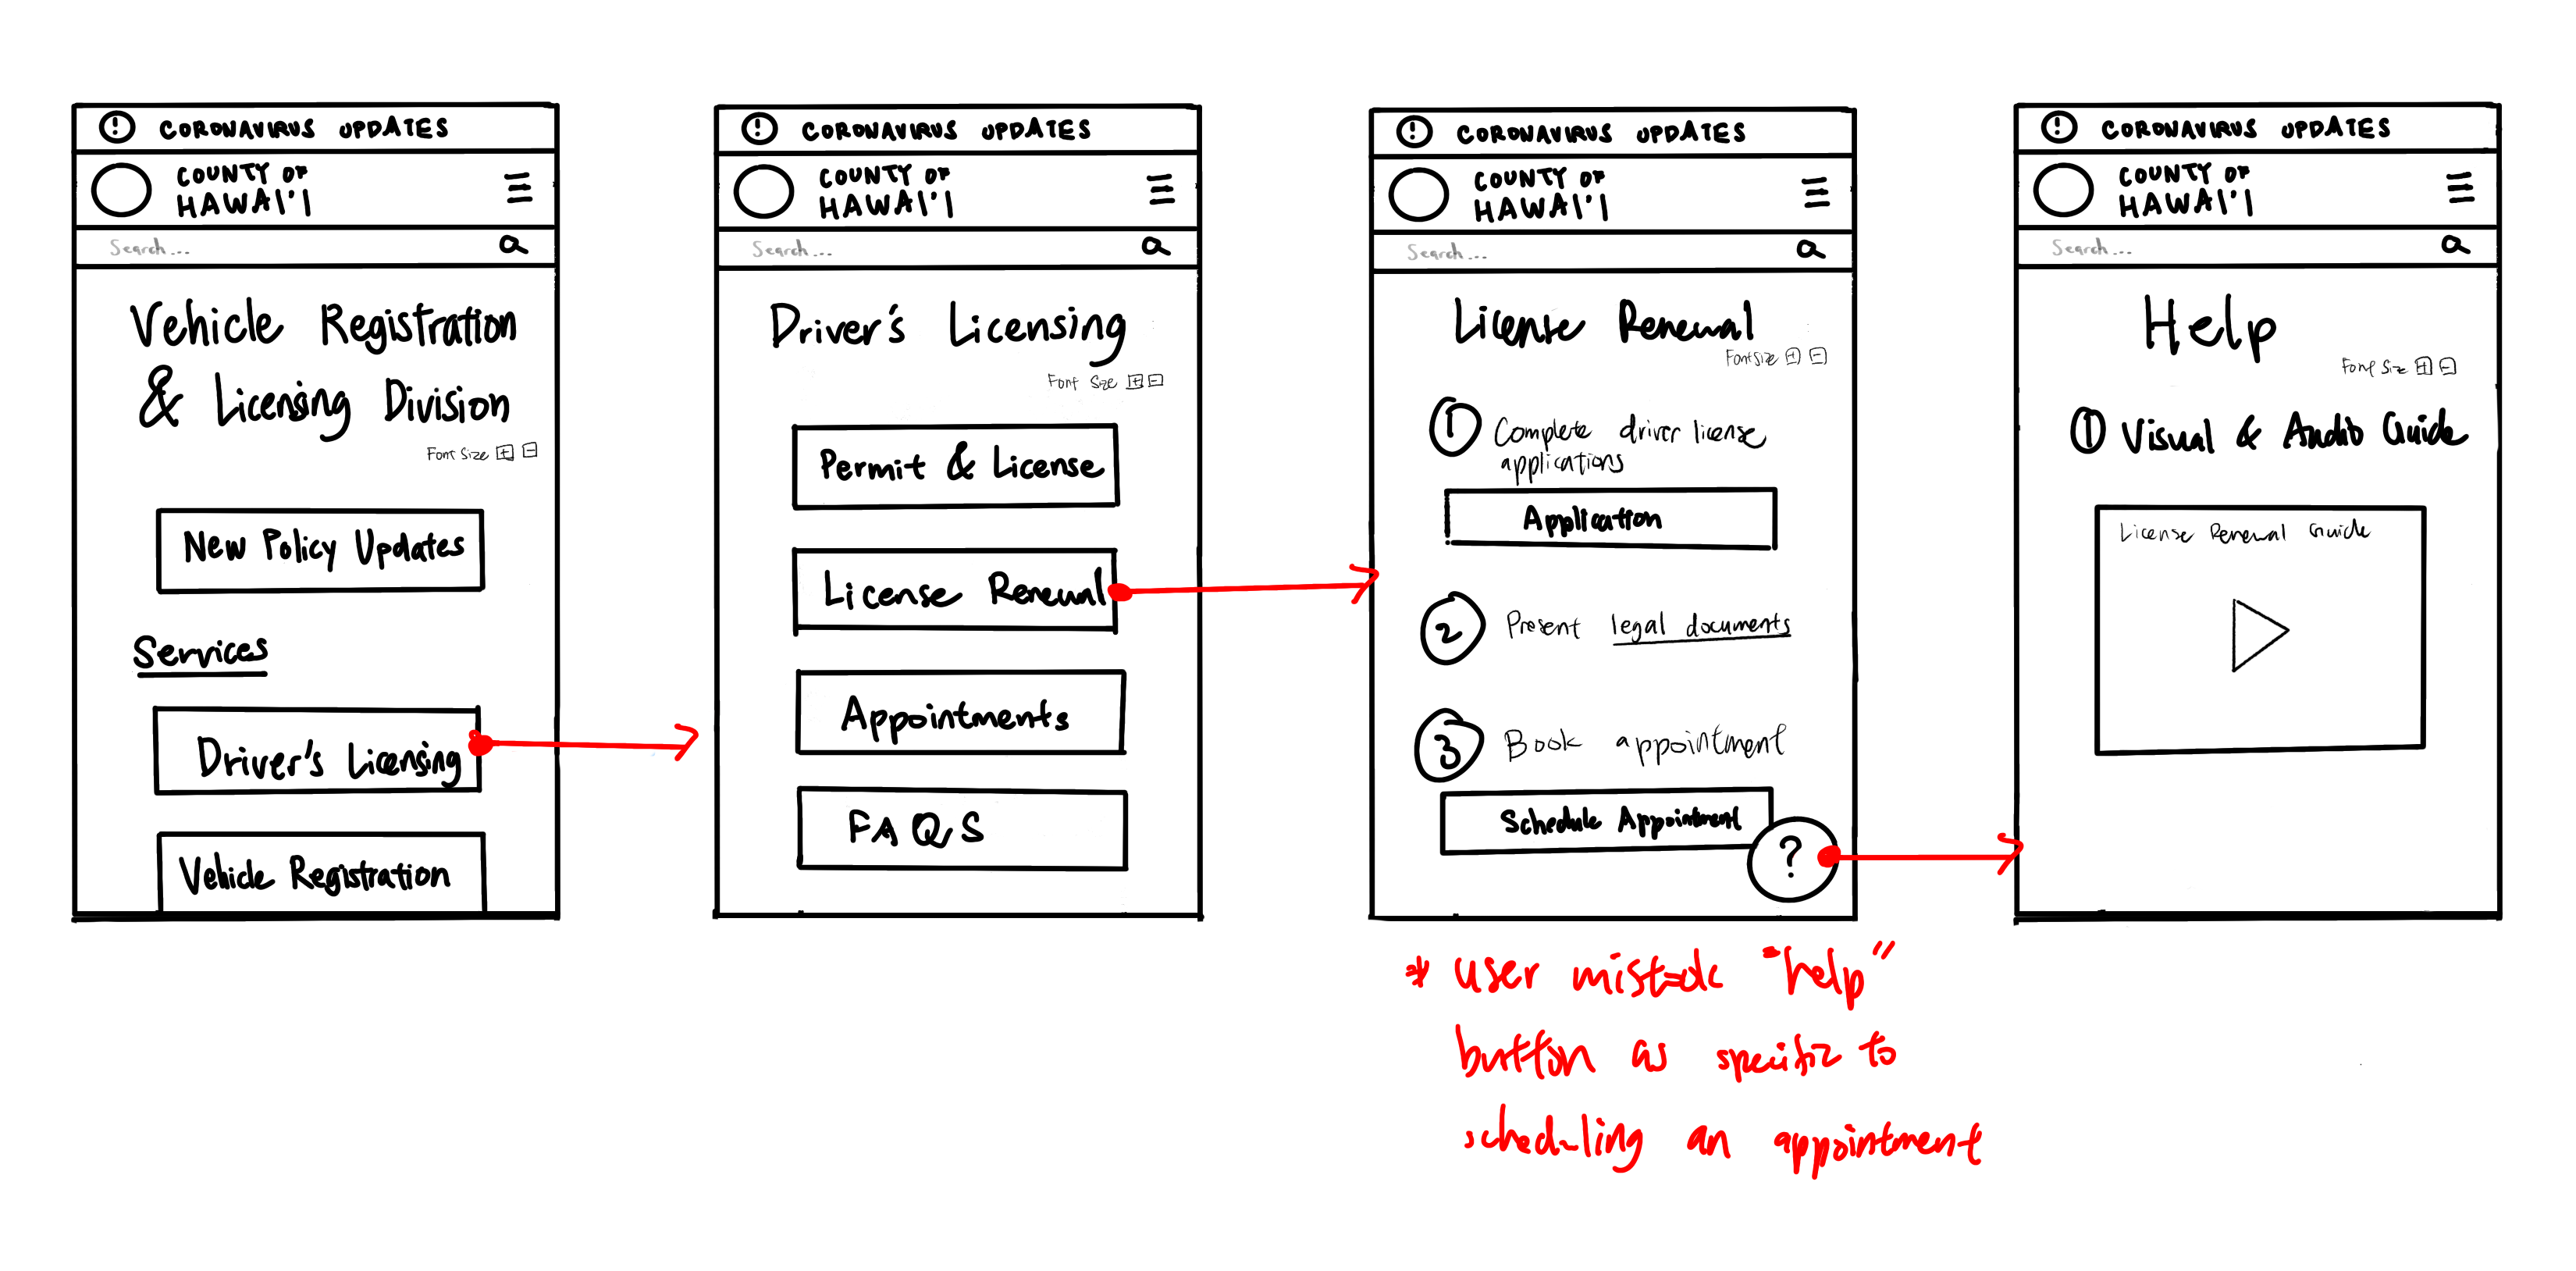 CORONAVIRUS UPDATES
COUNTY OF
HAWAI'I
Search...
Vehicle Registration
& Licensing Division
Font Size + -
New Policy Updates
Services
Driver's Licensing
Vehicle Registration
CORONAVIRUS UPDATES
COUNTY OF
HAWAI'I
Search...
Driver's Licensing
Font Size + -
Permit & License
License Renewal
Appointments
FAQS
CORONAVIRUS UPDATES
COUNTY OF
HAWAI'I
Search...
License Renewal
Font Size + -
1 Complete driver license
applications
Application
2 Present legal documents
3 Book appointment
Schedule Appointment
?
* user mistook "help"
button as specific to
scheduling an appointment
CORONAVIRUS UPDATES
COUNTY OF
HAWAI'I
Search...
Help
Font Size + -
1 Visual & Audio Guide
License Renewal Guide